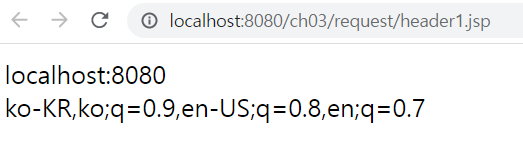 localhost:8080/ch03/request/header1.jsp
localhost:8080
ko-KR,ko;q=0.9,en-US;q=0.8,en;q=0.7